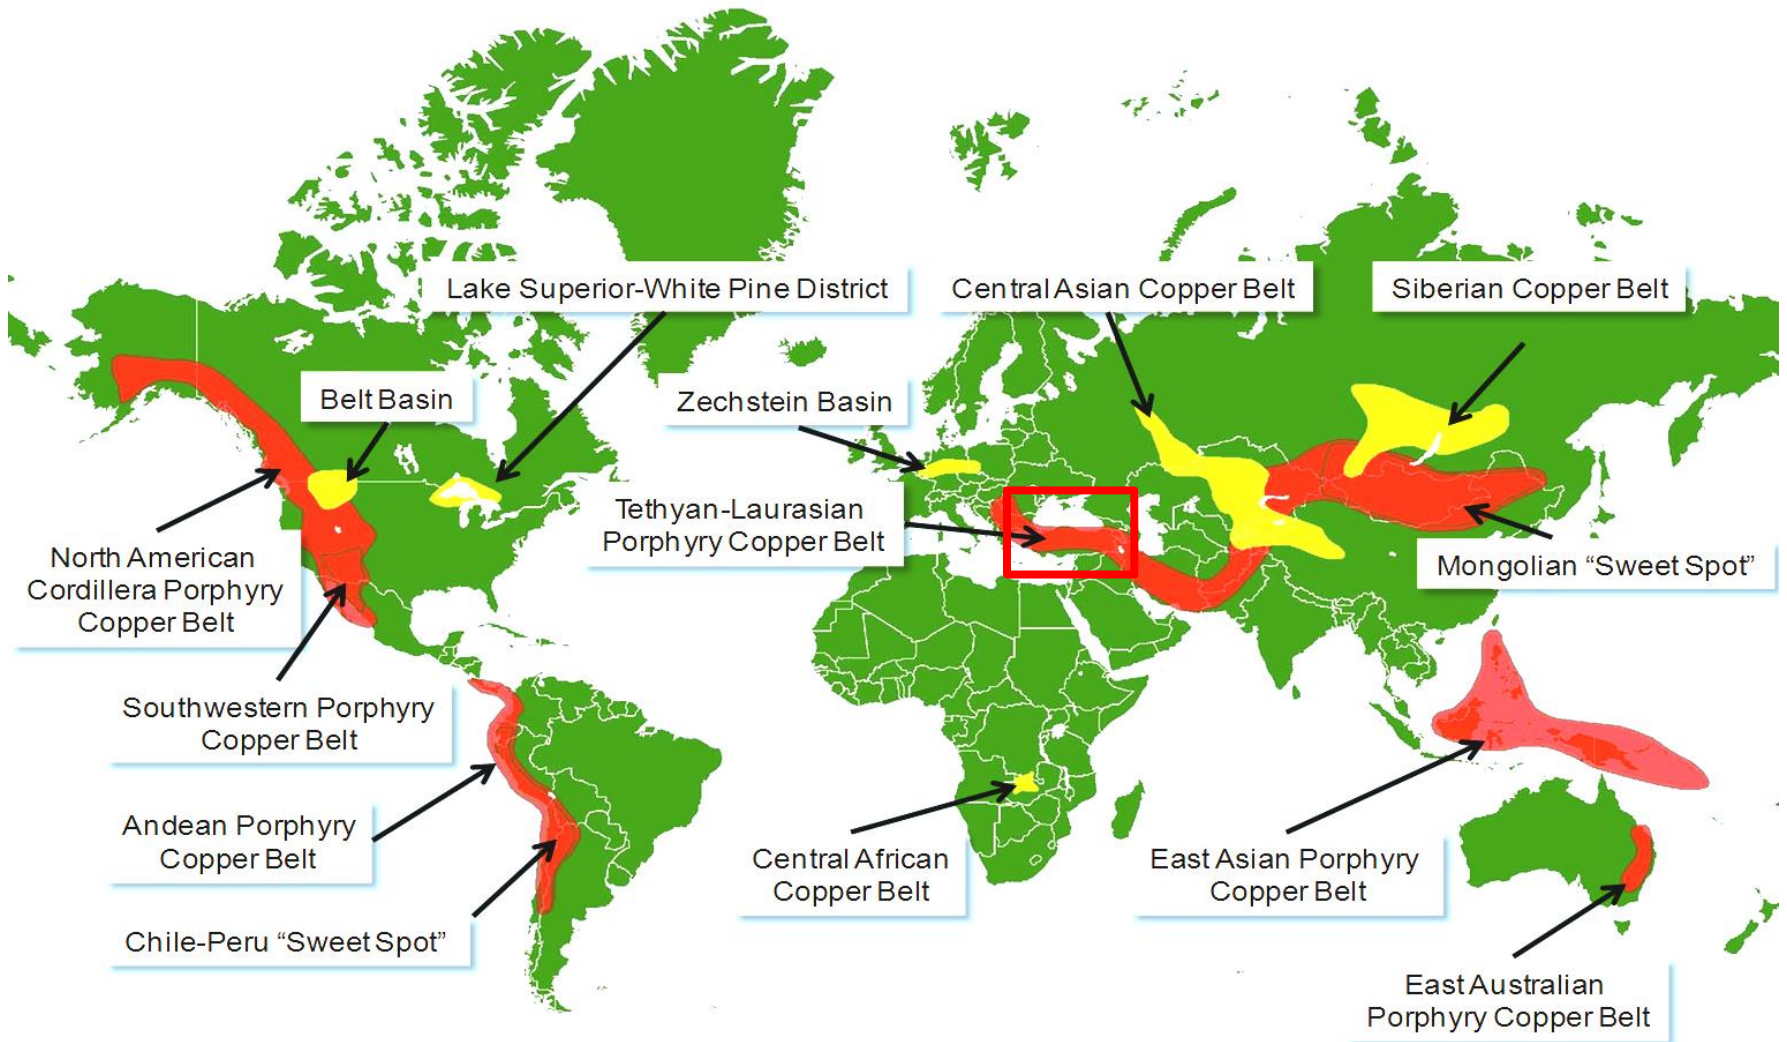 Lake Superior-White Pine District
Central Asian Copper Belt
Siberian Copper Belt
Belt Basin
Zechstein Basin
Tethyan-Laurasian
Porphyry Copper Belt
North American
Cordillera Porphyry
Copper Belt
Mongolian “Sweet Spot”
Southwestern Porphyry
Copper Belt
Andean Porphyry
Copper Belt
Central African
Copper Belt
East Asian Porphyry
Copper Belt
Chile-Peru “Sweet Spot”
East Australian
Porphyry Copper Belt